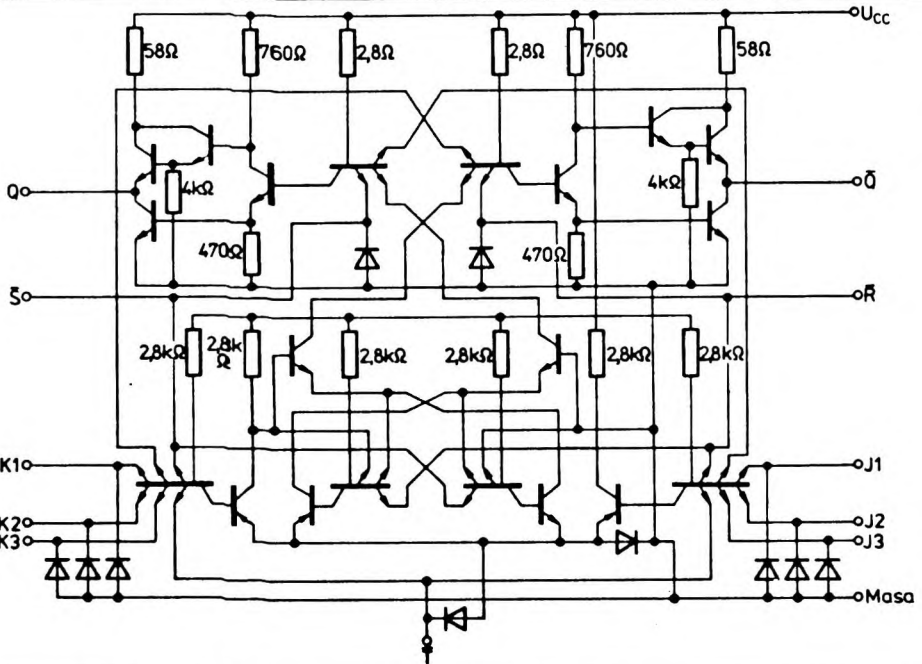 UCC
58Ω 760Ω 2,8Ω 2,8Ω 760Ω 58Ω
Q 4kΩ 4kΩ Q̄
470Ω 470Ω
S̄ R̄
2,8kΩ 2,8kΩ 2,8kΩ 2,8kΩ 2,8kΩ 2,8kΩ
K1 J1
K2 J2
K3 J3
Masa
T